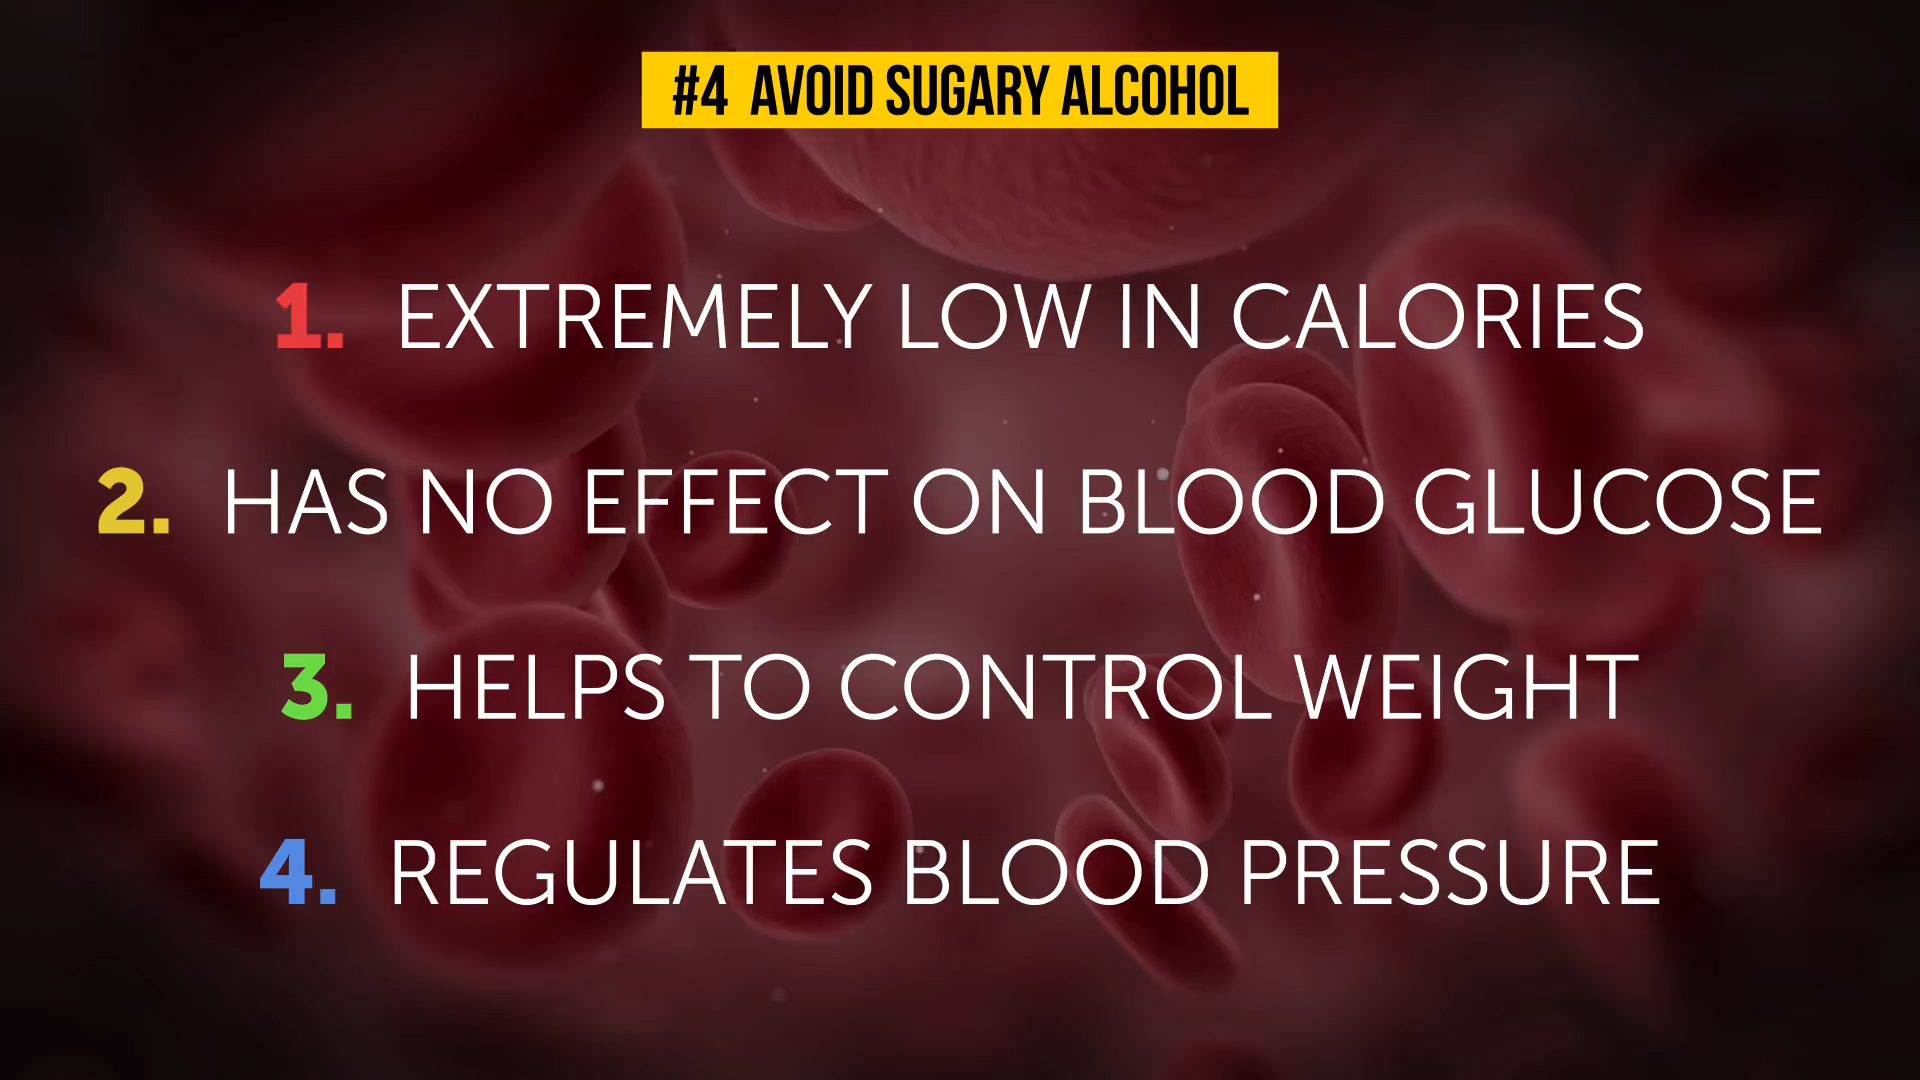 #4 AVOID SUGARY ALCOHOL
1. EXTREMELY LOW IN CALORIES
2. HAS NO EFFECT ON BLOOD GLUCOSE
3. HELPS TO CONTROL WEIGHT
4. REGULATES BLOOD PRESSURE